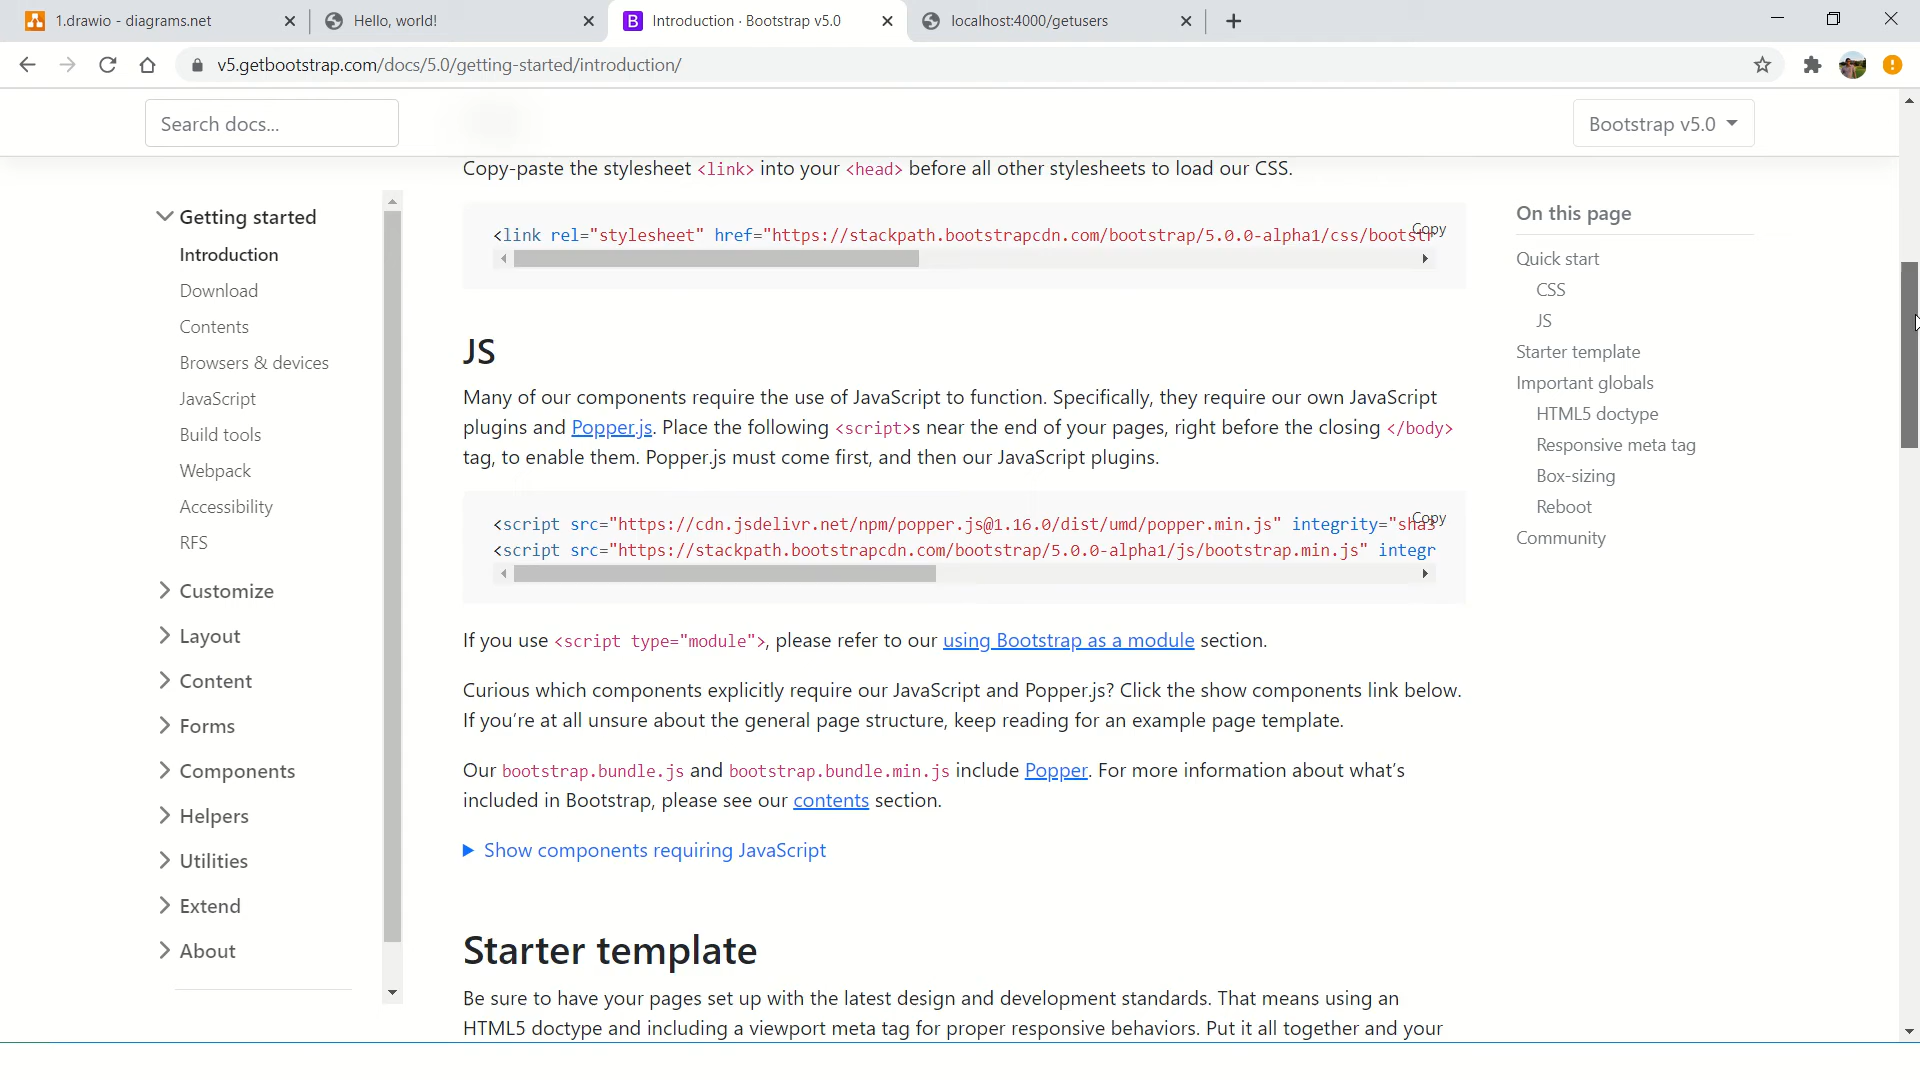 1.drawio - diagrams.net
Hello, world!
Introduction · Bootstrap v5.0
localhost:4000/getusers
v5.getbootstrap.com/docs/5.0/getting-started/introduction/
Search docs...
Bootstrap v5.0
Getting started
Introduction
Download
Contents
Browsers & devices
JavaScript
Build tools
Webpack
Accessibility
RFS
Customize
Layout
Content
Forms
Components
Helpers
Utilities
Extend
About
Copy-paste the stylesheet <link> into your <head> before all other stylesheets to load our CSS.
Copy
<link rel="stylesheet" href="https://stackpath.bootstrapcdn.com/bootstrap/5.0.0-alpha1/css/bootstr
JS
Many of our components require the use of JavaScript to function. Specifically, they require our own JavaScript
plugins and Popper.js. Place the following <script>s near the end of your pages, right before the closing </body>
tag, to enable them. Popper.js must come first, and then our JavaScript plugins.
Copy
<script src="https://cdn.jsdelivr.net/npm/popper.js@1.16.0/dist/umd/popper.min.js" integrity="sha3
<script src="https://stackpath.bootstrapcdn.com/bootstrap/5.0.0-alpha1/js/bootstrap.min.js" integr
If you use <script type="module">, please refer to our using Bootstrap as a module section.
Curious which components explicitly require our JavaScript and Popper.js? Click the show components link below.
If you’re at all unsure about the general page structure, keep reading for an example page template.
Our bootstrap.bundle.js and bootstrap.bundle.min.js include Popper. For more information about what’s
included in Bootstrap, please see our contents section.
Show components requiring JavaScript
Starter template
Be sure to have your pages set up with the latest design and development standards. That means using an
HTML5 doctype and including a viewport meta tag for proper responsive behaviors. Put it all together and your
On this page
Quick start
CSS
JS
Starter template
Important globals
HTML5 doctype
Responsive meta tag
Box-sizing
Reboot
Community